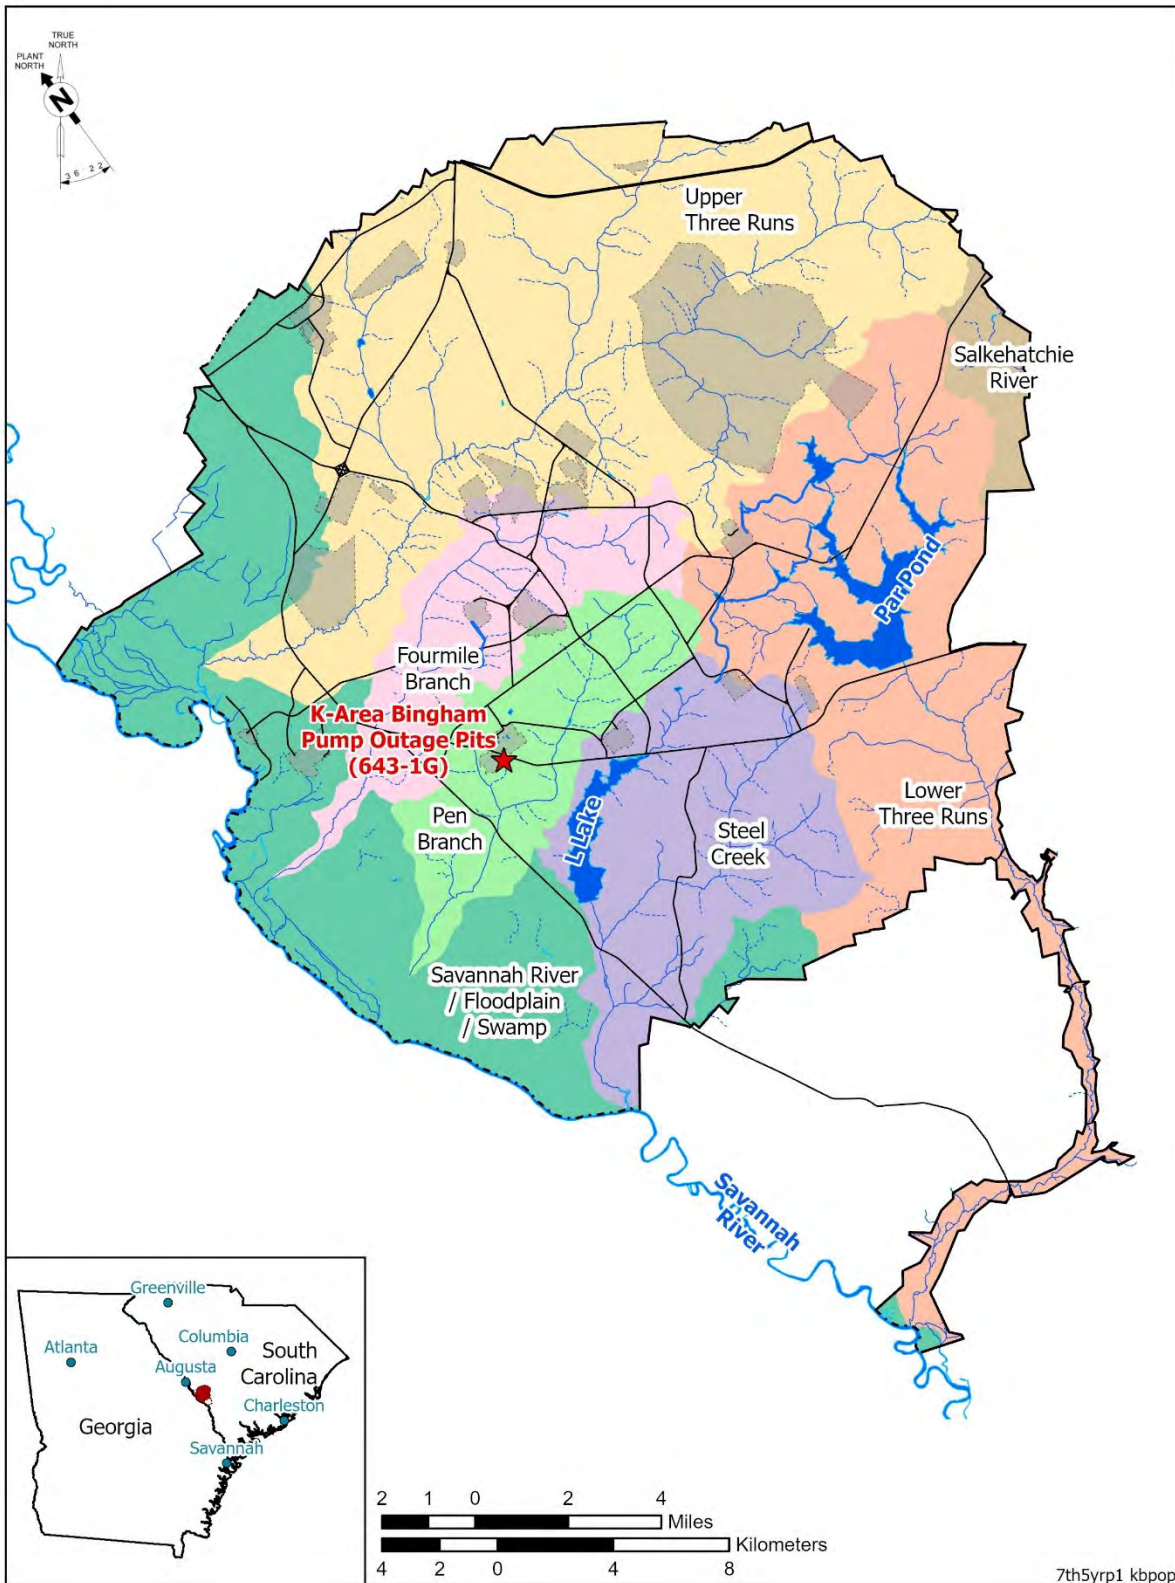 TRUE
NORTH
PLANT
NORTH
N
36 22
Upper
Three Runs
Salkehatchie
River
Par Pond
Fourmile
Branch
K-Area Bingham
Pump Outage Pits
(643-1G)
Pen
Branch
L Lake
Steel
Creek
Lower
Three Runs
Savannah River
/ Floodplain
/ Swamp
Savannah
River
Greenville
Atlanta
Columbia
South
Carolina
Augusta
Georgia
Charleston
Savannah
2 1 0 2 4
Miles
Kilometers
4 2 0 4 8
7th5yrp1 kbpop